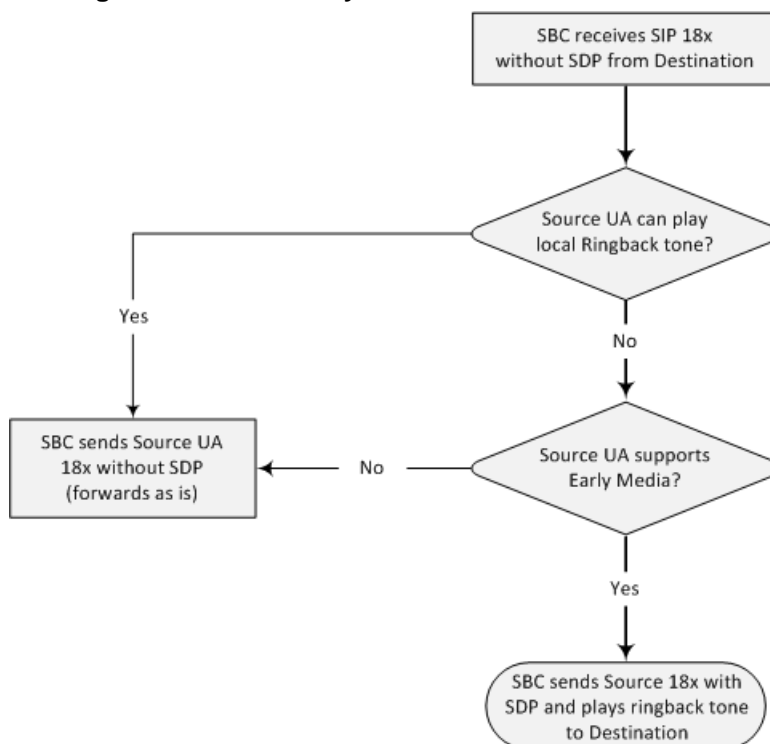 SBC receives SIP 18x
without SDP from Destination
Source UA can play
local Ringback tone?
Yes
No
SBC sends Source UA
18x without SDP
(forwards as is)
No
Source UA supports
Early Media?
Yes
SBC sends Source 18x with
SDP and plays ringback tone
to Destination